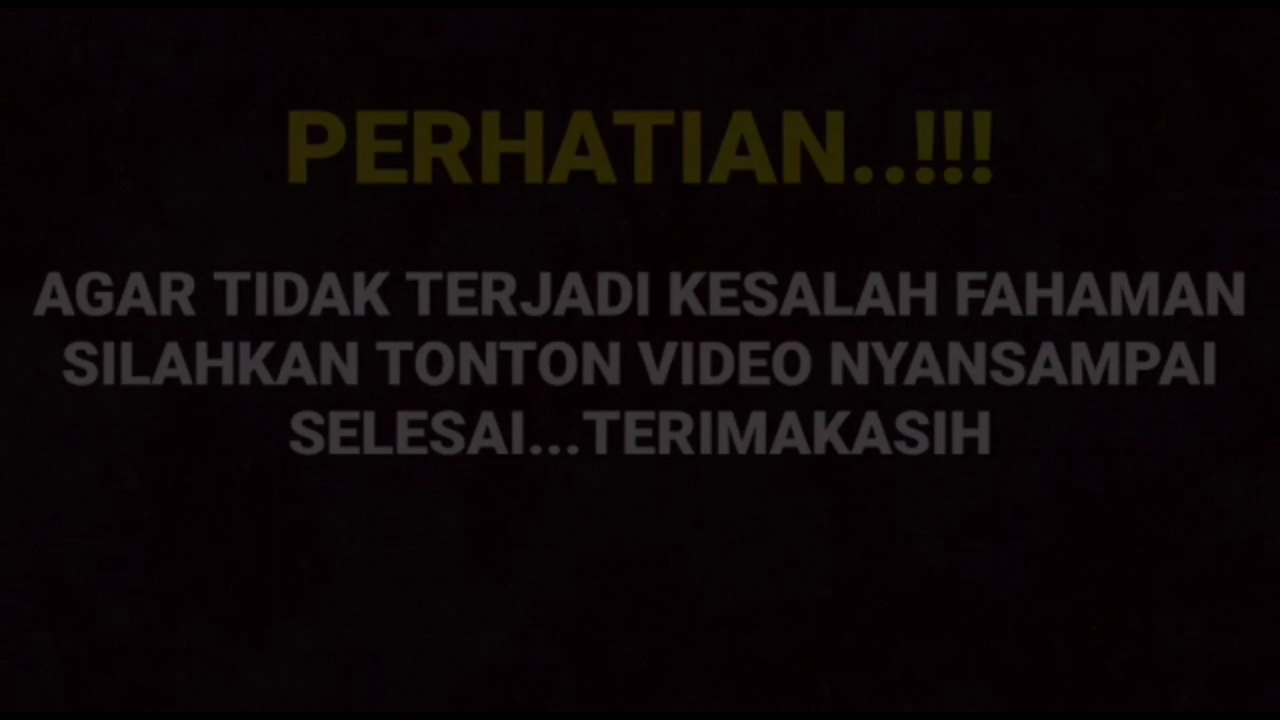 PERHATIAN..!!!
AGAR TIDAK TERJADI KESALAH FAHAMAN
SILAHKAN TONTON VIDEO NYANSAMPAI
SELESAI...TERIMAKASIH